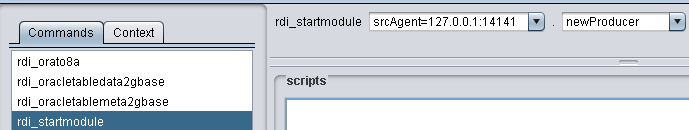 Commands Context
rdi_startmodule srcAgent=127.0.0.1:14141 . newProducer
rdi_orato8a
rdi_oracletabledata2gbase
rdi_oracletablemeta2gbase
rdi_startmodule
scripts